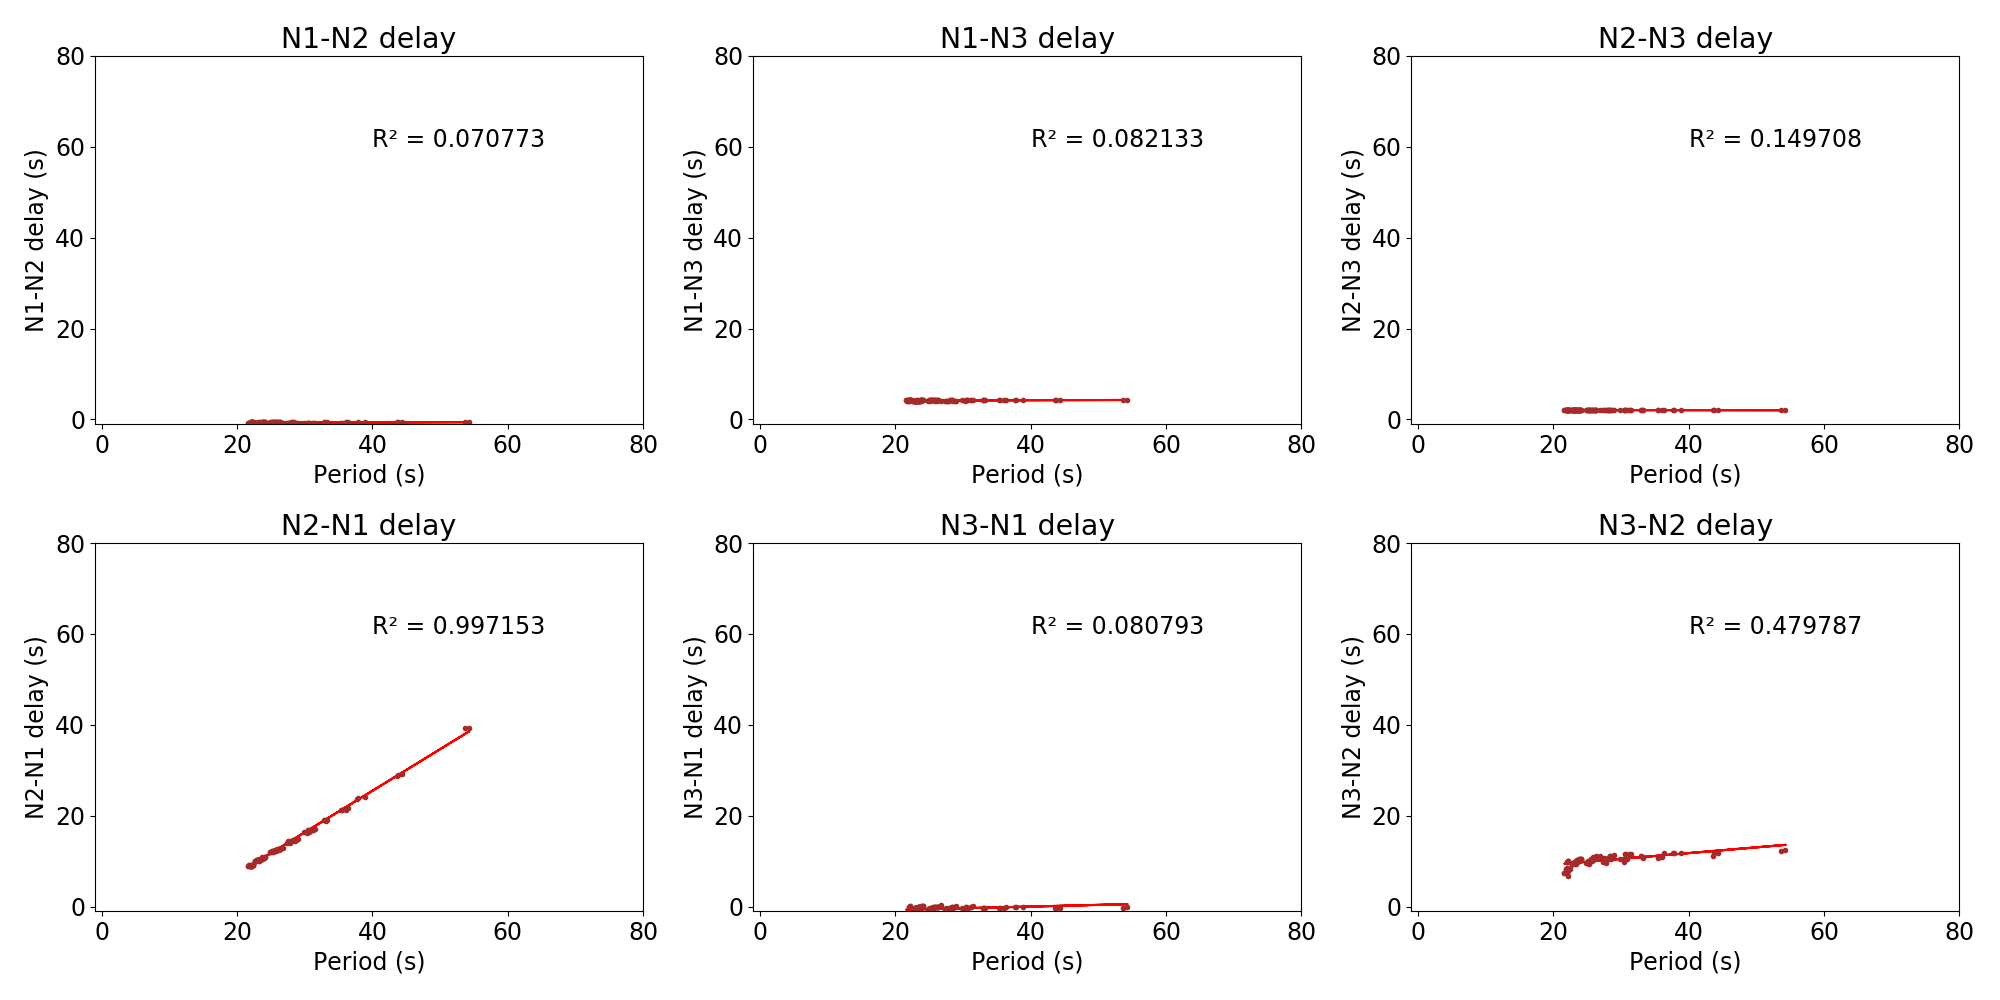 N1-N2 delay
80
60
40
20
0
N1-N2 delay (s)
R² = 0.070773
0 20 40 60 80
Period (s)
N1-N3 delay
80
60
40
20
0
N1-N3 delay (s)
R² = 0.082133
0 20 40 60 80
Period (s)
N2-N3 delay
80
60
40
20
0
N2-N3 delay (s)
R² = 0.149708
0 20 40 60 80
Period (s)
N2-N1 delay
80
60
40
20
0
N2-N1 delay (s)
R² = 0.997153
0 20 40 60 80
Period (s)
N3-N1 delay
80
60
40
20
0
N3-N1 delay (s)
R² = 0.080793
0 20 40 60 80
Period (s)
N3-N2 delay
80
60
40
20
0
N3-N2 delay (s)
R² = 0.479787
0 20 40 60 80
Period (s)